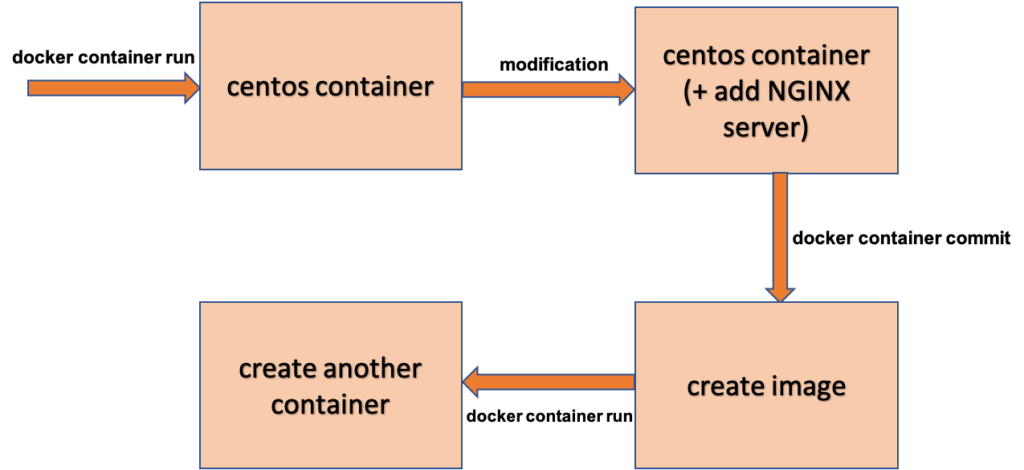 docker container run
centos container
modification
centos container
(+ add NGINX
server)
docker container commit
create image
docker container run
create another
container